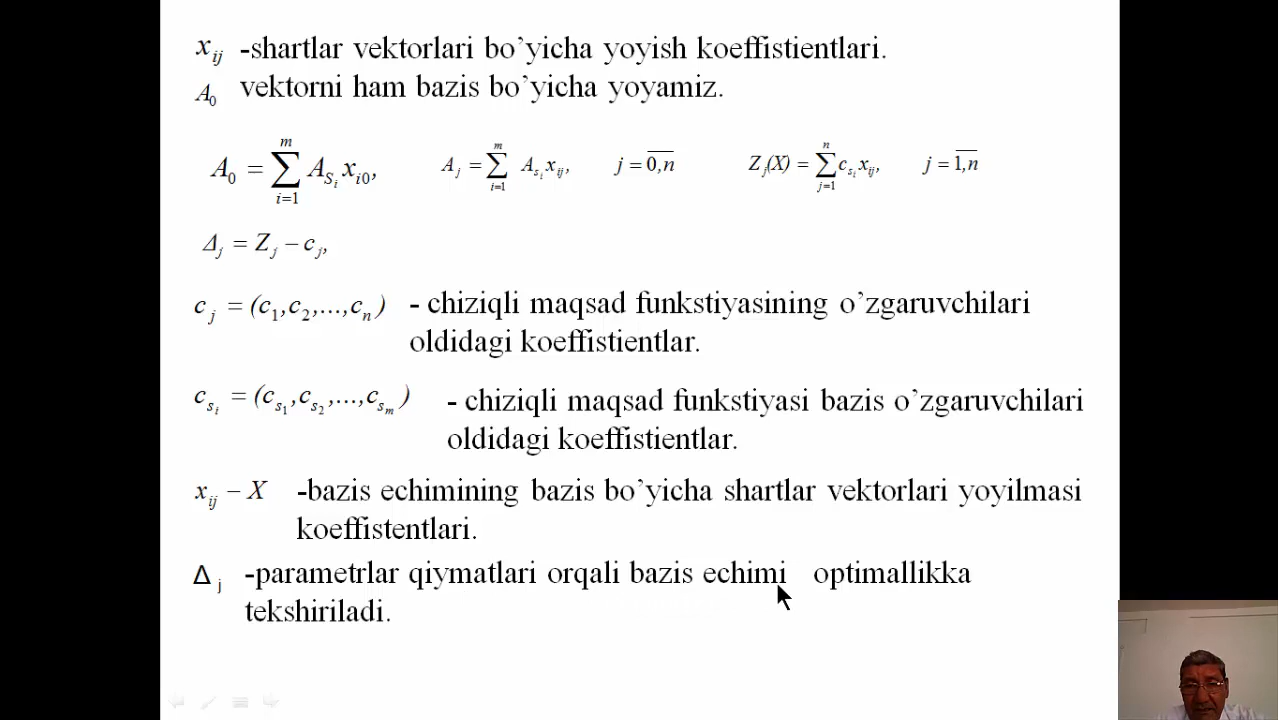 x_ij -shartlar vektorlari bo’yicha yoyish koeffistientlari.
A_0 vektorni ham bazis bo’yicha yoyamiz.
A_0 = ∑_{i=1}^{m} A_{S_i} x_{i0}, A_j = ∑_{i=1}^{m} A_{s_i} x_{ij}, j = \overline{0,n} Z_j(X) = ∑_{j=1}^{n} c_{s_i} x_{ij}, j = \overline{1,n}
Δ_j = Z_j − c_j,
c_j = (c_1,c_2,...,c_n) - chiziqli maqsad funkstiyasining o’zgaruvchilari
oldidagi koeffistientlar.
c_{s_i} = (c_{s_1},c_{s_2},...,c_{s_m}) - chiziqli maqsad funkstiyasi bazis o’zgaruvchilari
oldidagi koeffistientlar.
x_ij − X -bazis echimining bazis bo’yicha shartlar vektorlari yoyilmasi
koeffistentlari.
Δ_j -parametrlar qiymatlari orqali bazis echimi optimallikka
tekshiriladi.